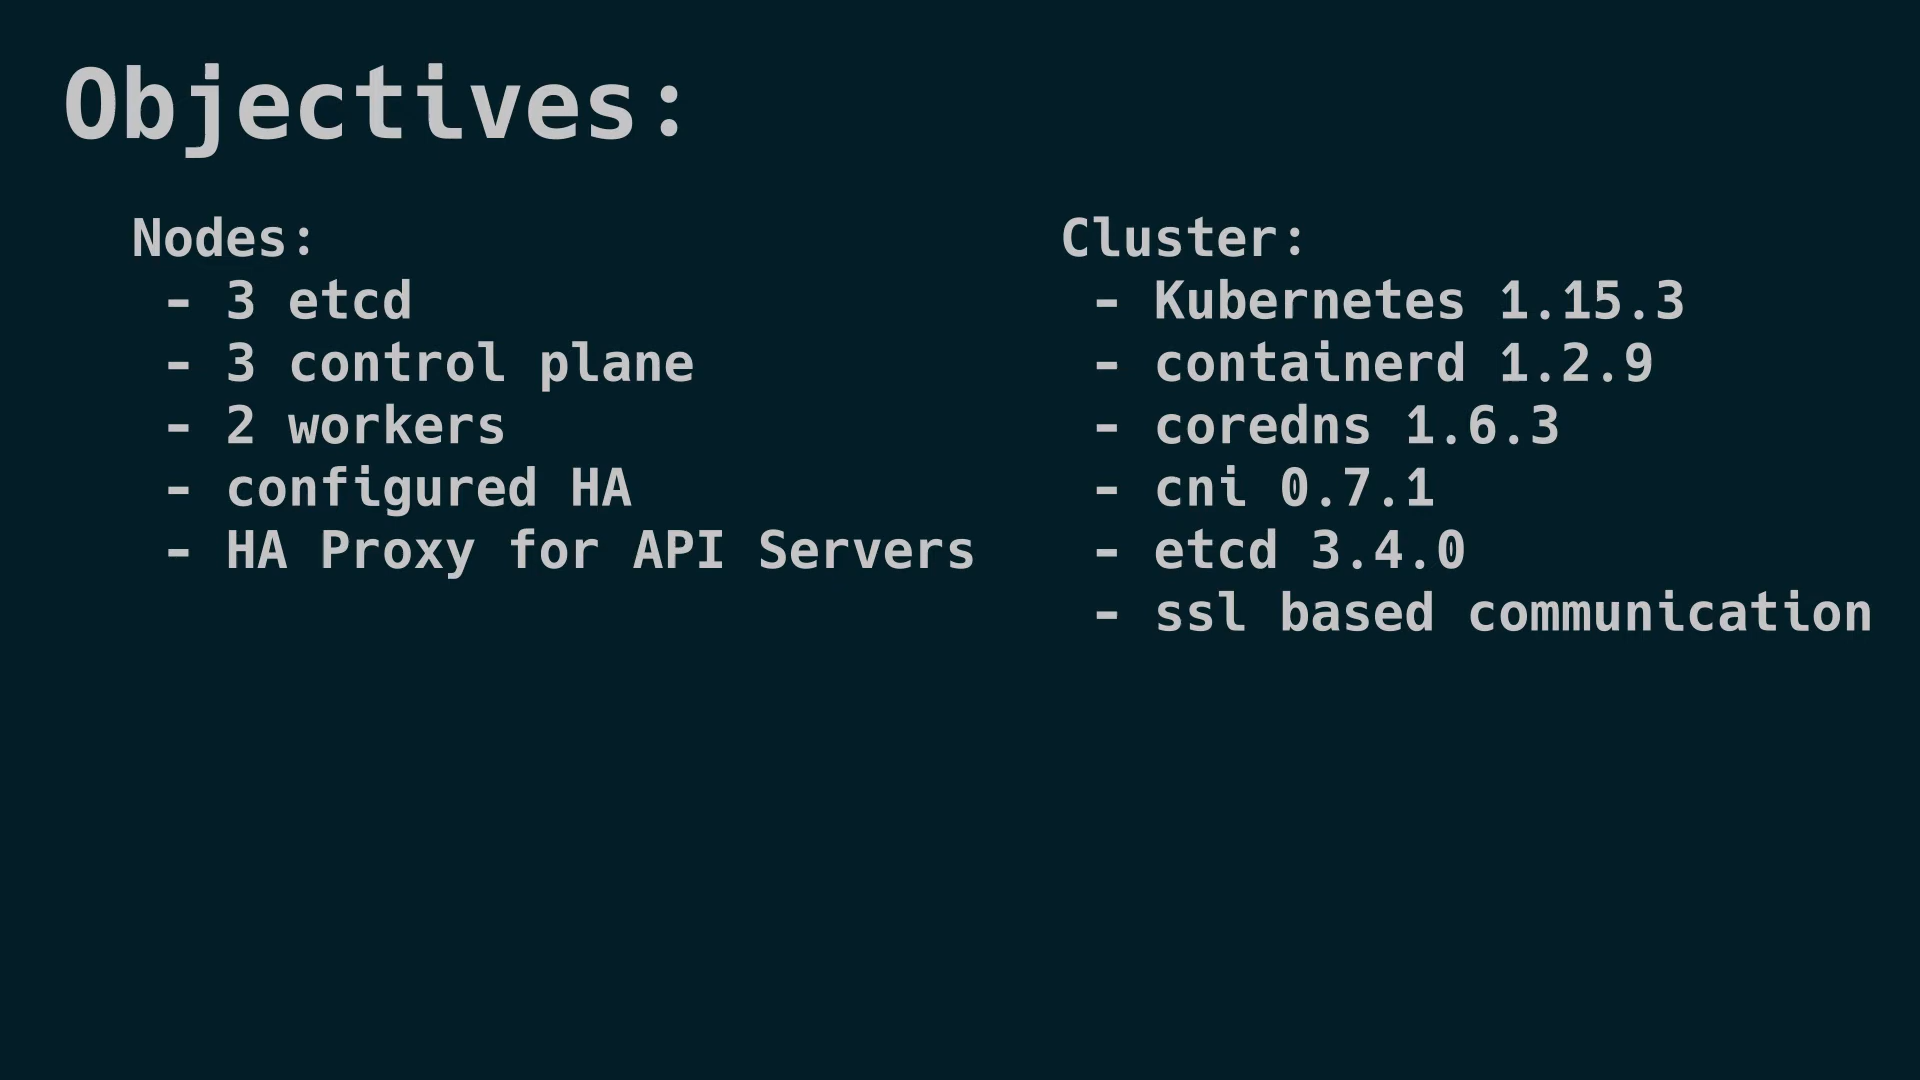 Objectives:
Nodes:
- 3 etcd
- 3 control plane
- 2 workers
- configured HA
- HA Proxy for API Servers
Cluster:
- Kubernetes 1.15.3
- containerd 1.2.9
- coredns 1.6.3
- cni 0.7.1
- etcd 3.4.0
- ssl based communication